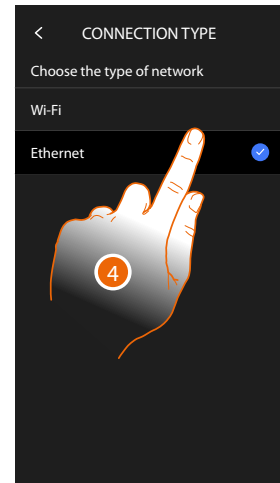 CONNECTION TYPE
Choose the type of network
Wi-Fi
Ethernet
4